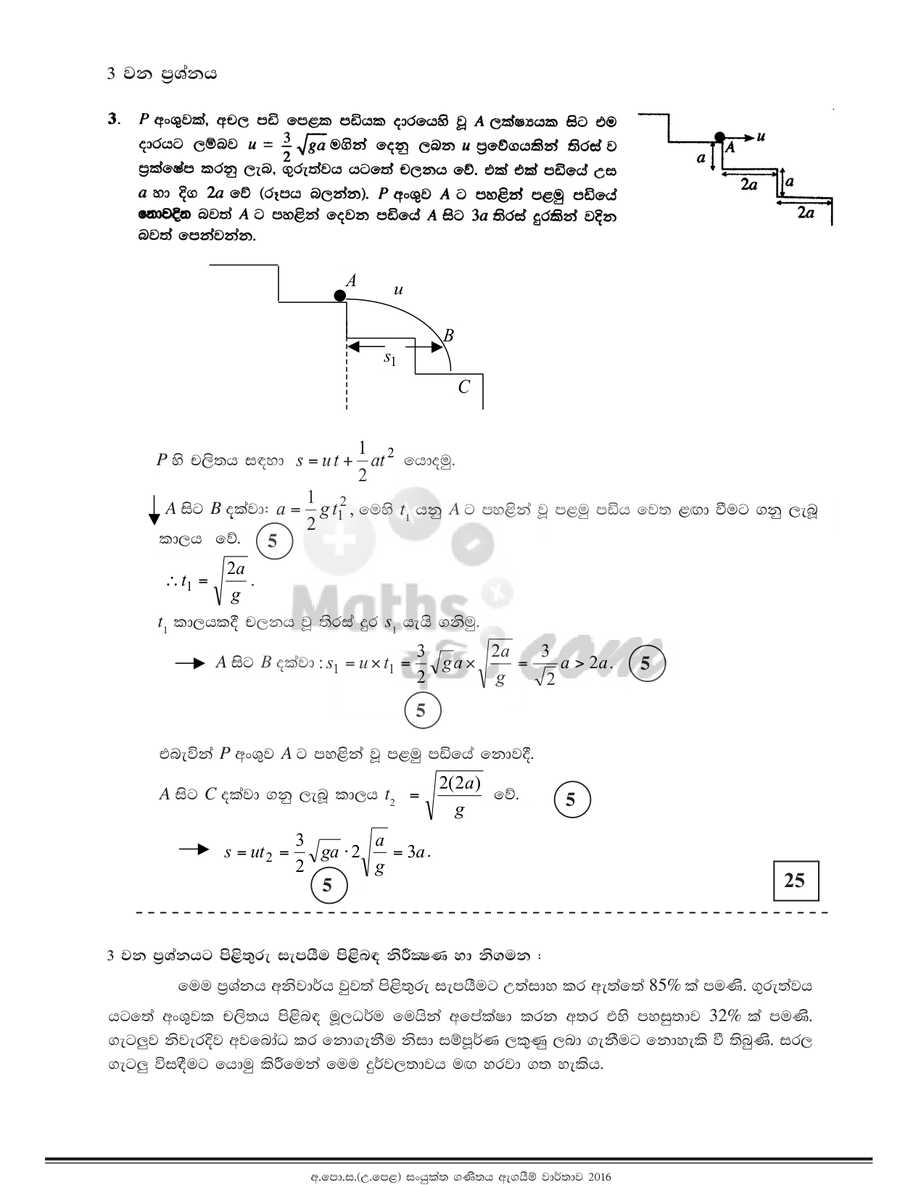 3 වන ප්‍රශ්නය
3. P අංශුවක්, අචල පඩි පෙළක පඩියක දාරයෙහි වූ A ලක්ෂ්‍යයක සිට එම
දාරයට ලම්බව u = 3/2 √ga මගින් දෙනු ලබන u ප්‍රවේගයකින් තිරස් ව
ප්‍රක්ෂේප කරනු ලැබ, ගුරුත්වය යටතේ චලනය වේ. එක් එක් පඩියේ උස
a හා දිග 2a වේ (රූපය බලන්න). P අංශුව A ට පහළින් පළමු පඩියේ
නොවදින බවත් A ට පහළින් දෙවන පඩියේ A සිට 3a තිරස් දුරකින් වදින
බවත් පෙන්වන්න.
u
A
a
2a
a
2a
A
u
B
s₁
C
P හි චලිතය සඳහා s = ut + 1/2 at² යොදමු.
↓ A සිට B දක්වා: a = 1/2 g t₁², මෙහි t₁ යනු A ට පහළින් වූ පළමු පඩිය වෙත ළඟා වීමට ගනු ලැබූ
කාලය වේ. 5
∴ t₁ = √(2a/g) .
t₁ කාලයකදී චලනය වූ තිරස් දුර s₁ යැයි ගනිමු.
→ A සිට B දක්වා : s₁ = u × t₁ = 3/2 √ga × √(2a/g) = 3/√2 a > 2a . 5
5
එබැවින් P අංශුව A ට පහළින් වූ පළමු පඩියේ නොවදී.
A සිට C දක්වා ගනු ලැබූ කාලය t₂ = √(2(2a)/g) වේ. 5
→ s = ut₂ = 3/2 √ga · 2√(a/g) = 3a .
5
25
Maths
අපි .com
3 වන ප්‍රශ්නයට පිළිතුරු සැපයීම පිළිබඳ නිරීක්‍ෂණ හා නිගමන :
මෙම ප්‍රශ්නය අනිවාර්ය වුවත් පිළිතුරු සැපයීමට උත්සාහ කර ඇත්තේ 85% ක් පමණි. ගුරුත්වය
යටතේ අංශුවක චලිතය පිළිබඳ මූලධර්ම මෙයින් අපේක්ෂා කරන අතර එහි පහසුතාව 32% ක් පමණි.
ගැටලුව නිවැරදිව අවබෝධ කර නොගැනීම නිසා සම්පූර්ණ ලකුණු ලබා ගැනීමට නොහැකි වී තිබුණි. සරල
ගැටලු විසඳීමට යොමු කිරීමෙන් මෙම දුර්වලතාවය මඟ හරවා ගත හැකිය.
අ.පො.ස.(උ.පෙළ) සංයුක්ත ගණිතය ඇගයීම් වාර්තාව 2016